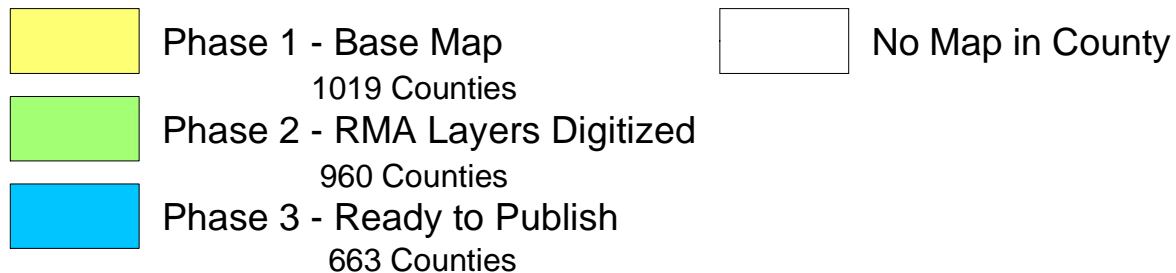 Phase 1 - Base Map
1019 Counties
Phase 2 - RMA Layers Digitized
960 Counties
Phase 3 - Ready to Publish
663 Counties
No Map in County